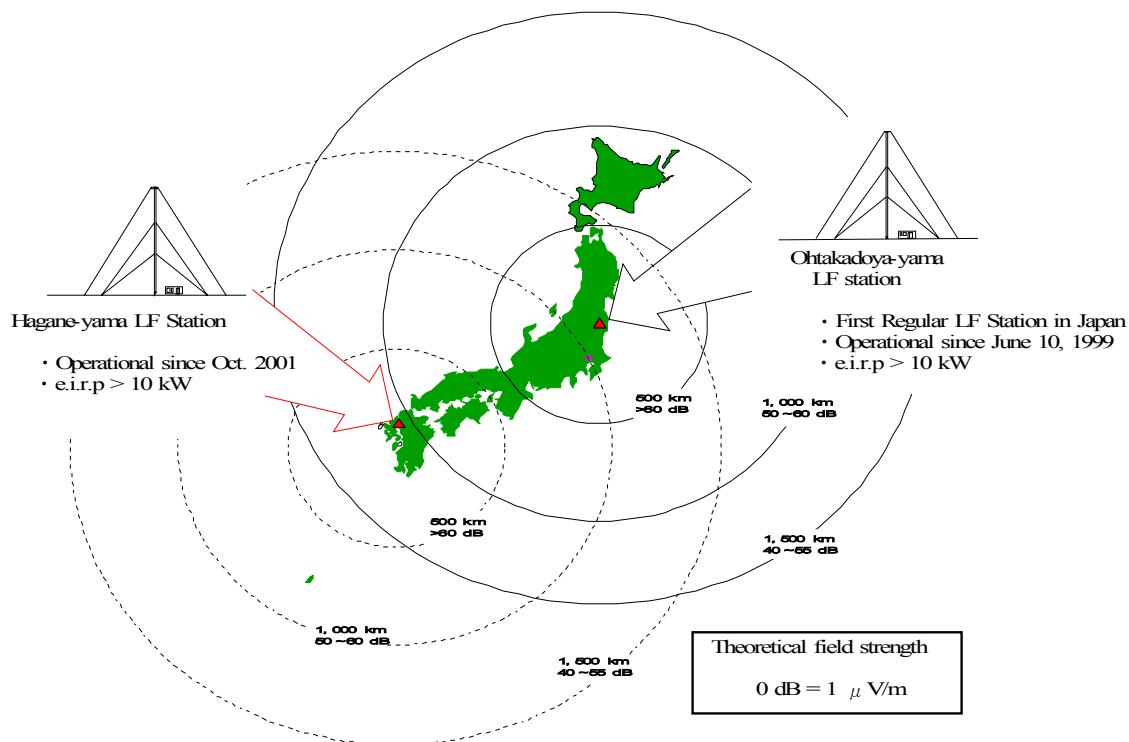 Hagane-yama LF Station
・Operational since Oct. 2001
・e.i.r.p > 10 kW
Ohtakadoya-yama
LF station
・First Regular LF Station in Japan
・Operational since June 10, 1999
・e.i.r.p > 10 kW
500 km
>60 dB
1,000 km
50~60 dB
1,500 km
40~55 dB
500 km
>60 dB
1,000 km
50~60 dB
1,500 km
40~55 dB
Theoretical field strength
0 dB = 1 μV/m